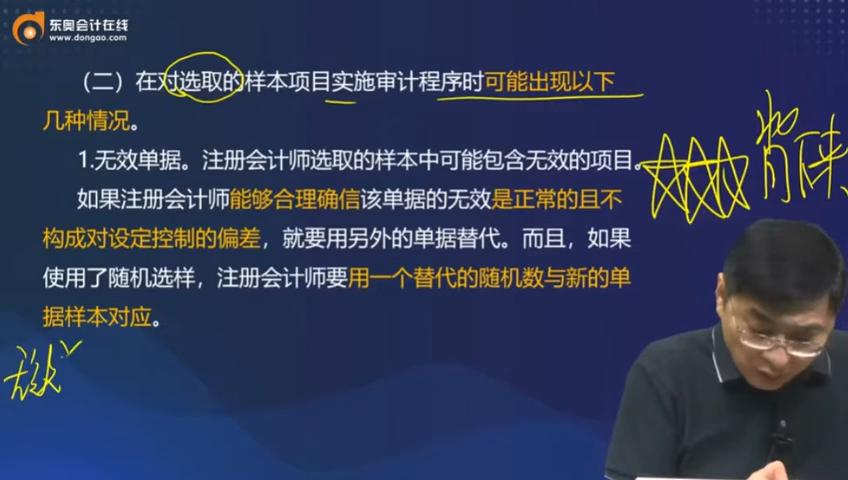 东奥会计在线
www.dongao.com
（二）在对选取的样本项目实施审计程序时可能出现以下
几种情况。
1.无效单据。注册会计师选取的样本中可能包含无效的项目。
如果注册会计师能够合理确信该单据的无效是正常的且不
构成对设定控制的偏差，就要用另外的单据替代。而且，如果
使用了随机选样，注册会计师要用一个替代的随机数与新的单
据样本对应。
背下来